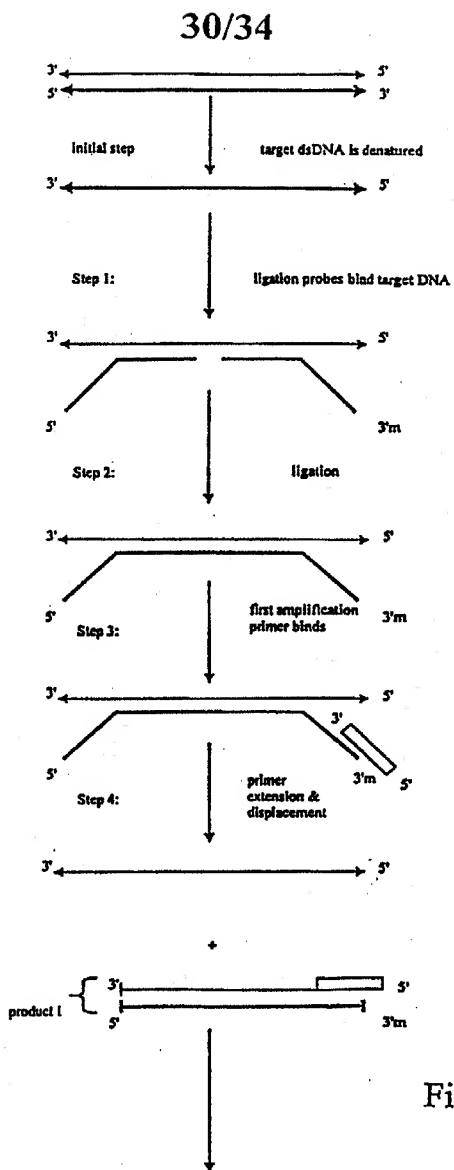 30/34
3' 5'
5' 3'
initial step target dsDNA is denatured
3' 5'
Step 1: ligation probes bind target DNA
3' 5'
5' 3'm
Step 2: ligation
3' 5'
5' 3'm
Step 3: first amplification
primer binds
3' 5'
3'
5' 3'm 5'
Step 4: primer
extension &
displacement
3' 5'
+
product I 3' 5'
5' 3'm
Fi